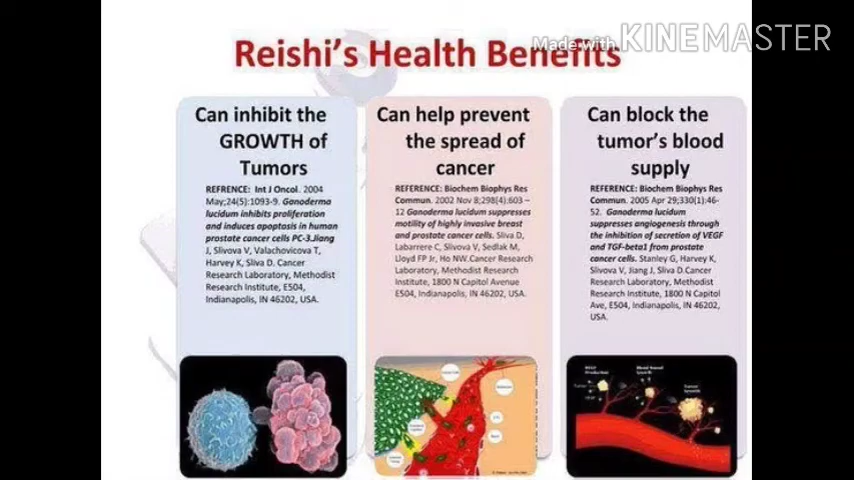 Made with KINEMASTER
Reishi's Health Benefits
Can inhibit the
GROWTH of
Tumors
REFRENCE: Int J Oncol. 2004
May;24(5):1093-9. Ganoderma
lucidum inhibits proliferation
and induces apoptosis in human
prostate cancer cells PC-3.Jiang
J, Slivova V, Valachovicova T,
Harvey K, Sliva D. Cancer
Research Laboratory, Methodist
Research Institute, E504,
Indianapolis, IN 46202, USA.
Can help prevent
the spread of
cancer
REFERENCE: Biochem Biophys Res
Commun. 2002 Nov 8;298(4):603 –
12 Ganoderma lucidum suppresses
motility of highly invasive breast
and prostate cancer cells. Sliva D,
Labarrere C, Slivova V, Sedlak M,
Lloyd FP Jr, Ho NW.Cancer Research
Laboratory, Methodist Research
Institute, 1800 N Capitol Avenue
E504, Indianapolis, IN 46202, USA.
Can block the
tumor's blood
supply
REFERENCE: Biochem Biophys Res
Commun. 2005 Apr 29;330(1):46-
52. Ganoderma lucidum
suppresses angiogenesis through
the inhibition of secretion of VEGF
and TGF-beta1 from prostate
cancer cells. Stanley G, Harvey K,
Slivova V, Jiang J, Sliva D.Cancer
Research Laboratory, Methodist
Research Institute, 1800 N Capitol
Ave, E504, Indianapolis, IN 46202,
USA.